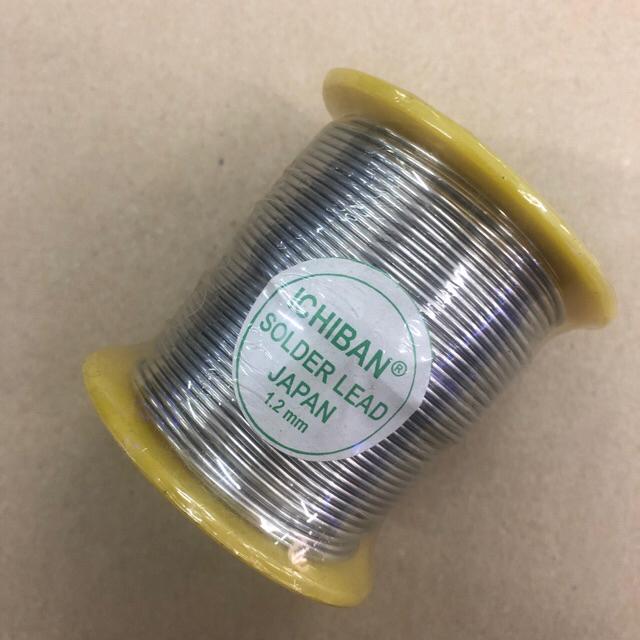 ICHIBAN®
SOLDER LEAD
JAPAN
1.2 mm